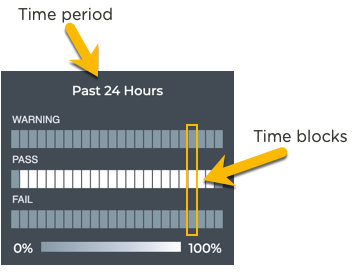 Time period
Past 24 Hours
WARNING
Time blocks
PASS
FAIL
0% 100%